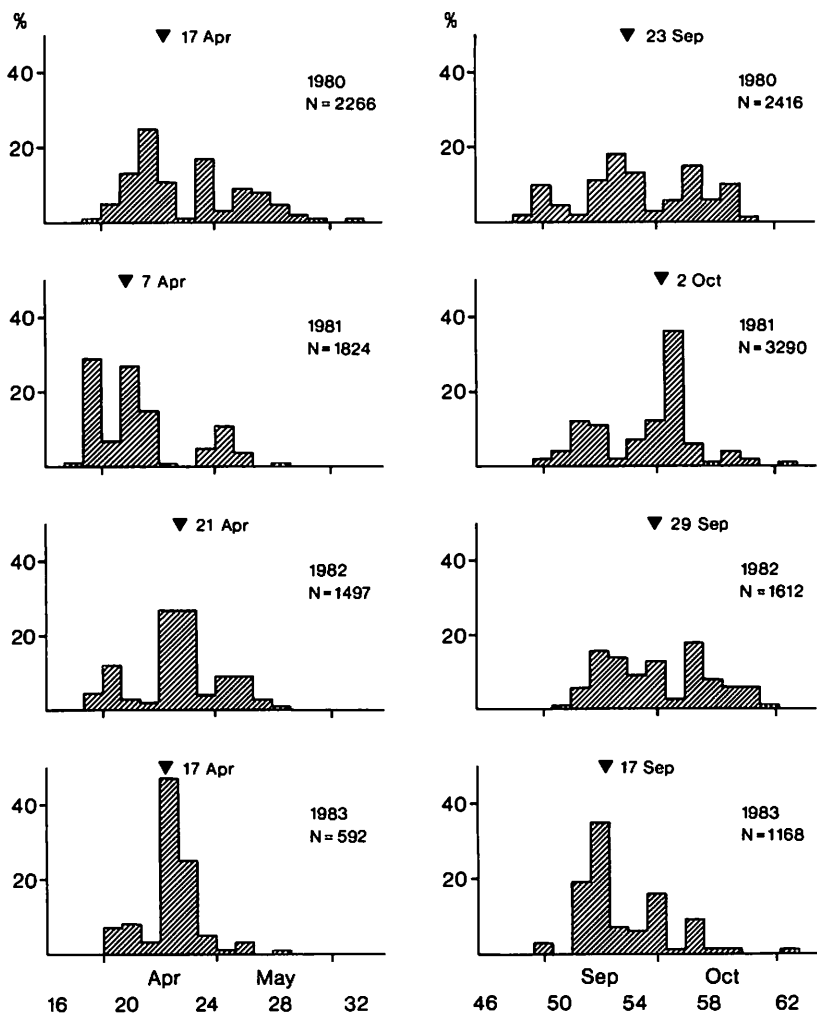 %
▼ 17 Apr
40
20
1980
N = 2266
%
▼ 23 Sep
40
20
1980
N = 2416
▼ 7 Apr
40
20
1981
N = 1824
▼ 2 Oct
40
20
1981
N = 3290
▼ 21 Apr
40
20
1982
N = 1497
▼ 29 Sep
40
20
1982
N = 1612
▼ 17 Apr
40
20
1983
N = 592
▼ 17 Sep
40
20
1983
N = 1168
Apr May
16 20 24 28 32
Sep Oct
46 50 54 58 62